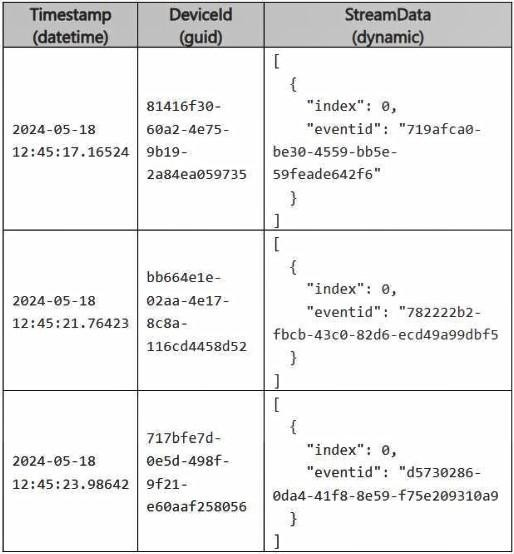 Timestamp
(datetime)
DeviceId
(guid)
StreamData
(dynamic)
2024-05-18
12:45:17.16524
81416f30-
60a2-4e75-
9b19-
2a84ea059735
[
{
"index": 0,
"eventid": "719afca0-
be30-4559-bb5e-
59feade642f6"
}
]
2024-05-18
12:45:21.76423
bb664e1e-
02aa-4e17-
8c8a-
116cd4458d52
[
{
"index": 0,
"eventid": "782222b2-
fbcb-43c0-82d6-ecd49a99dbf5
}
]
2024-05-18
12:45:23.98642
717bfe7d-
0e5d-498f-
9f21-
e60aaf258056
[
{
"index": 0,
"eventid": "d5730286-
0da4-41f8-8e59-f75e209310a9
}
]